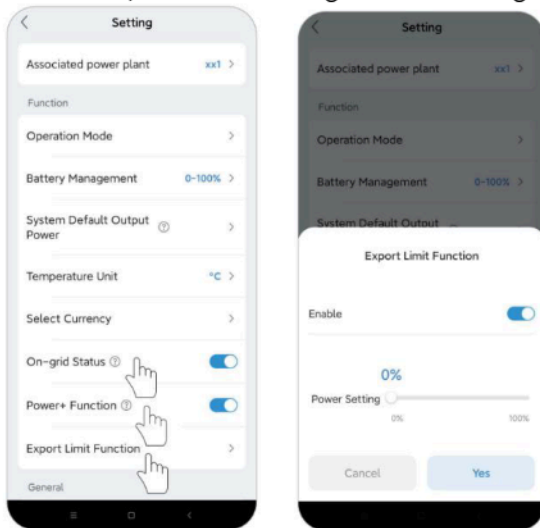 Setting
Associated power plant xx1 >
Function
Operation Mode >
Battery Management 0-100% >
System Default Output
Power >
Temperature Unit °C >
Select Currency >
On-grid Status
Power+ Function
Export Limit Function >
General
Setting
Associated power plant xx1 >
Function
Operation Mode >
Battery Management 0-100% >
System Default Output
Export Limit Function
Enable
0%
Power Setting
0% 100%
Cancel Yes